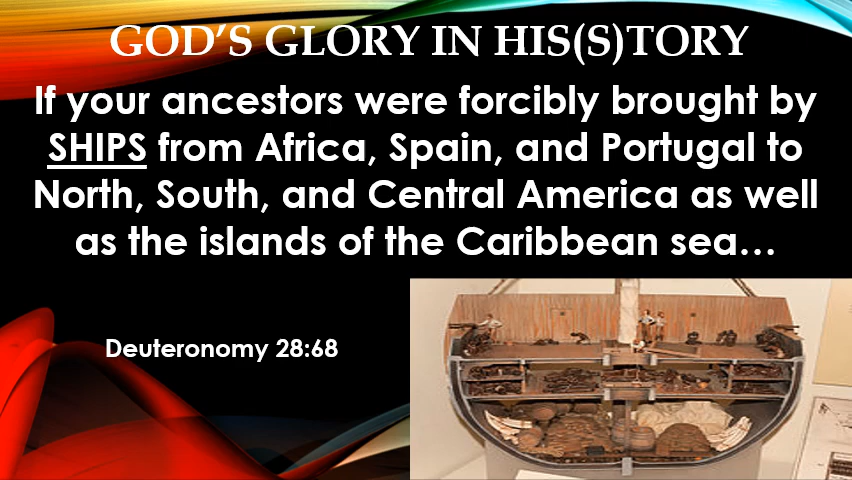 GOD'S GLORY IN HIS(S)TORY
If your ancestors were forcibly brought by
SHIPS from Africa, Spain, and Portugal to
North, South, and Central America as well
as the islands of the Caribbean sea…
Deuteronomy 28:68